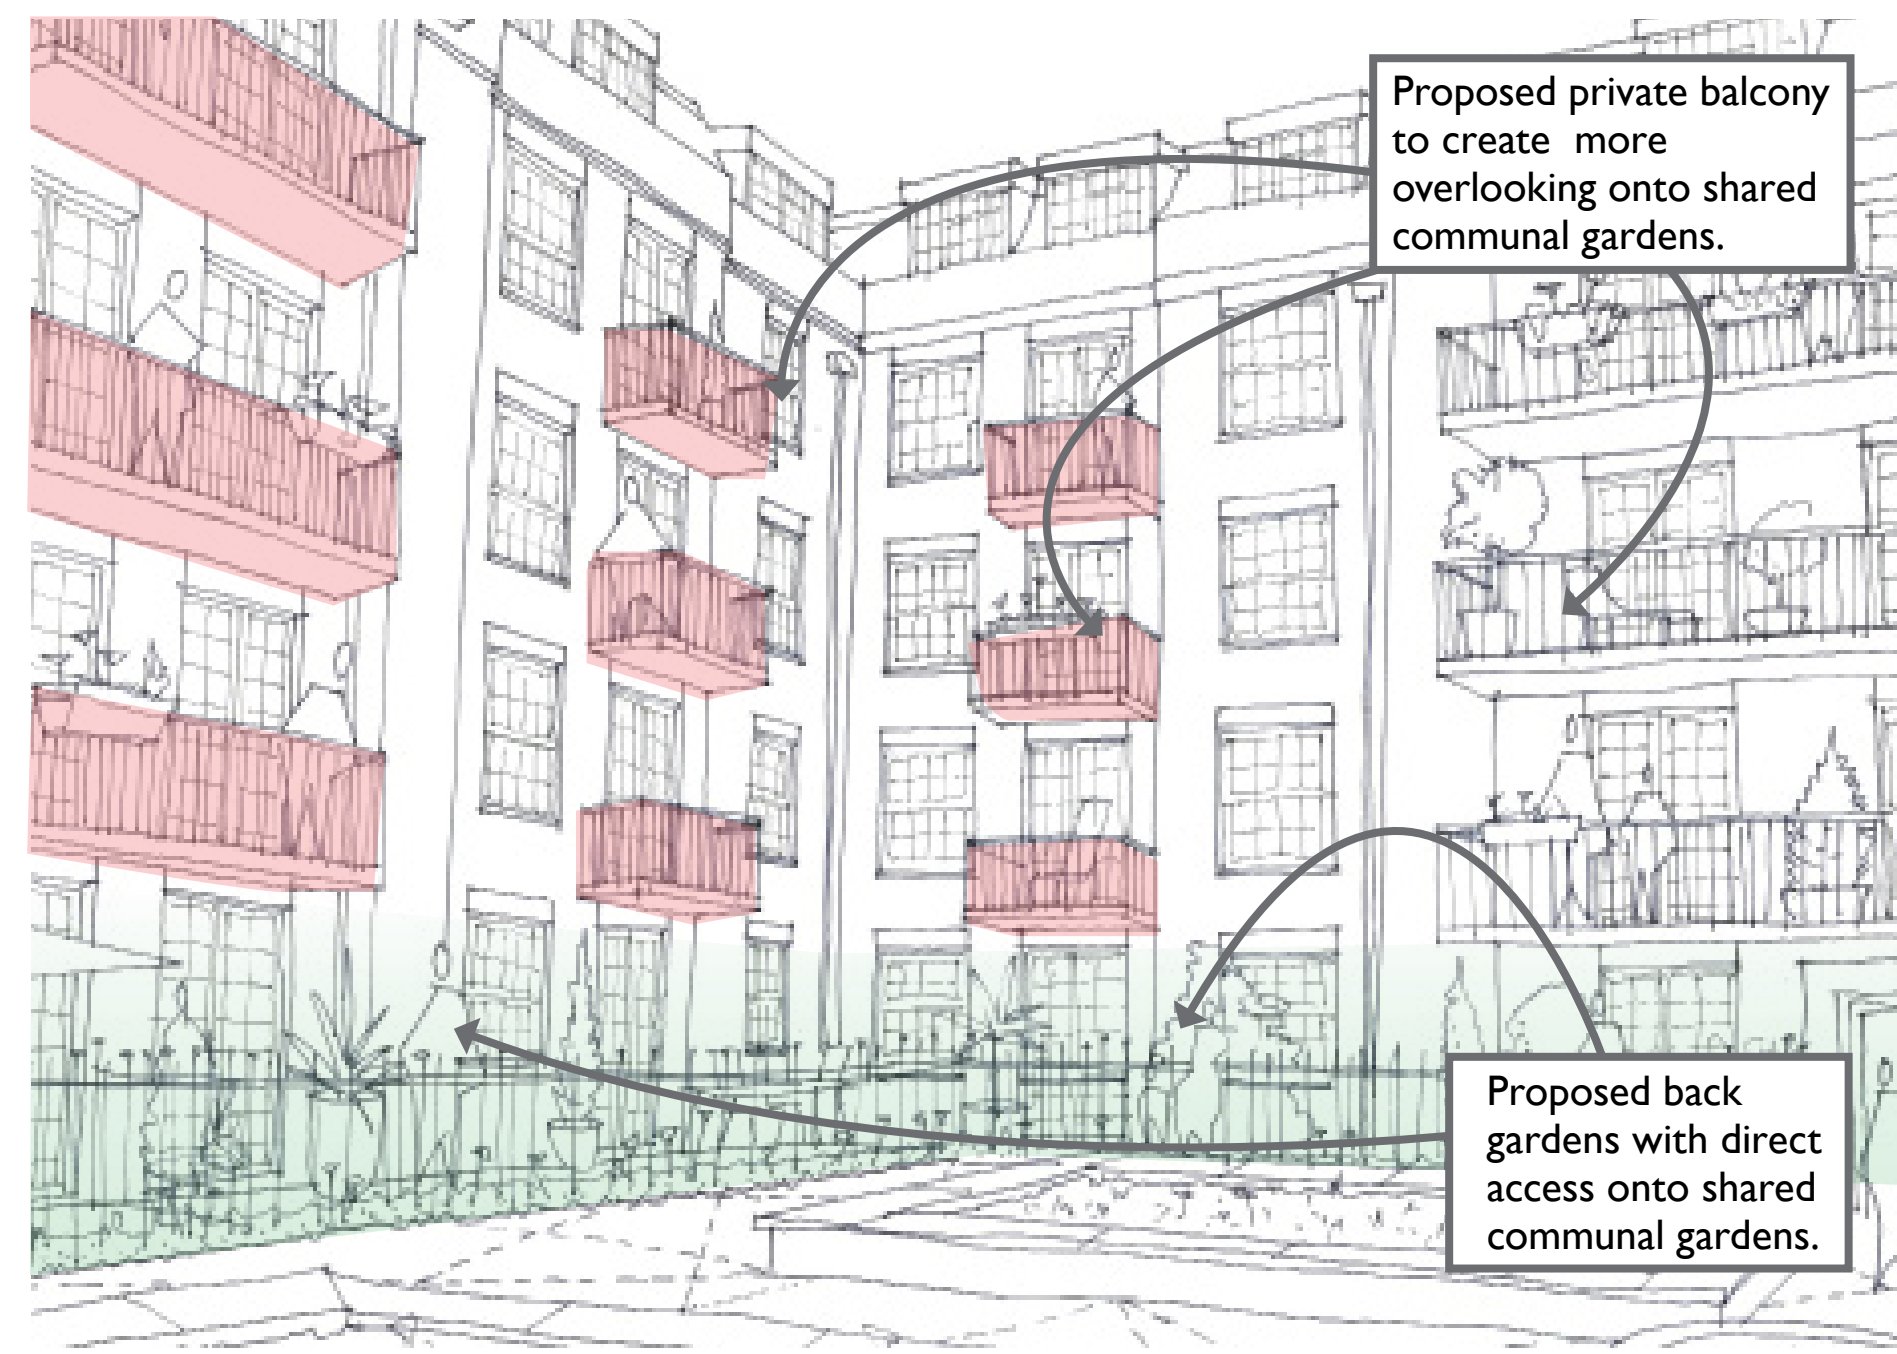 Proposed private balcony
to create  more
overlooking onto shared
communal gardens.
Proposed back
gardens with direct
access onto shared
communal gardens.